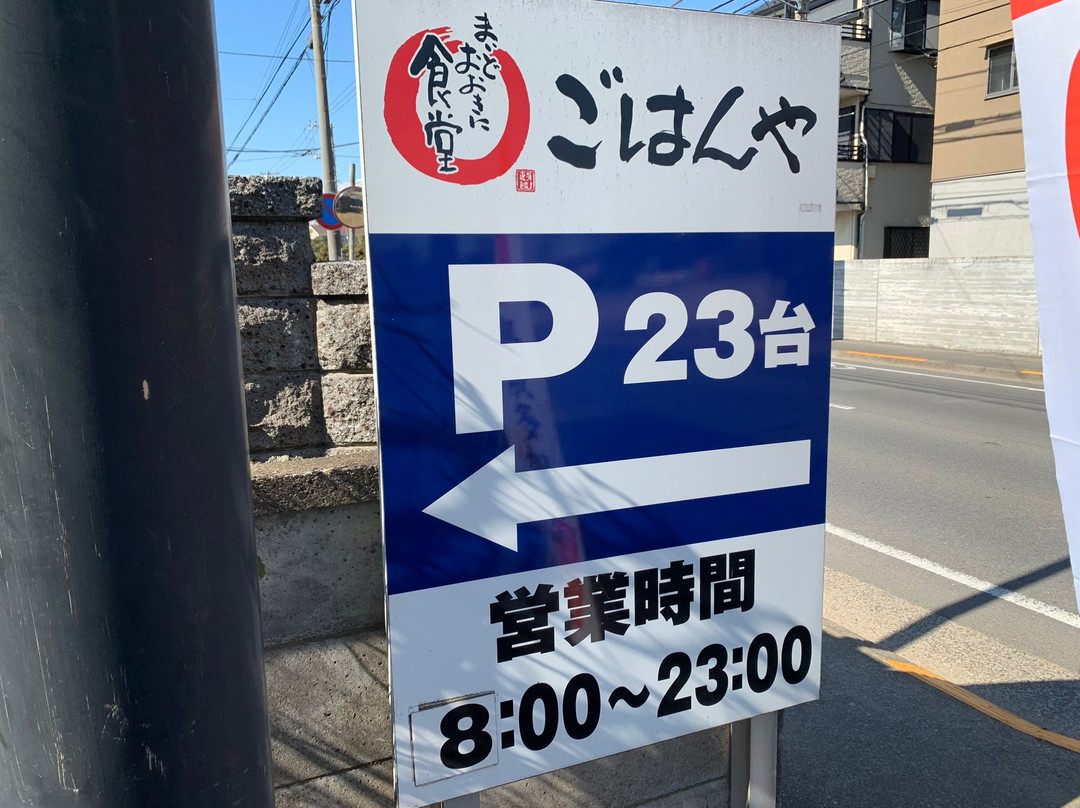 まいどおおきに
食堂
ごはんや
P 23台
営業時間
8:00~23:00